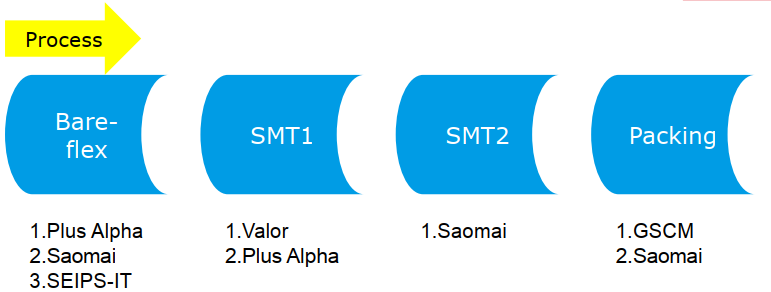 Process
Bare-
flex
SMT1
SMT2
Packing
1.Plus Alpha
2.Saomai
3.SEIPS-IT
1.Valor
2.Plus Alpha
1.Saomai
1.GSCM
2.Saomai